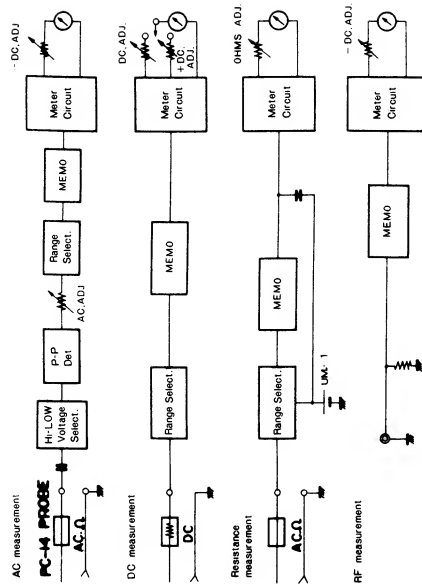 AC measurement
PC-14 PROBE
AC.Ω
Hi-LOW
Voltage
Select.
P-P
Det
AC, ADJ
Range
Select.
MEMO
Meter
Circuit
- DC, ADJ
DC measurement
DC
Range Select.
MEMO
Meter
Circuit
DC, ADJ
+ DC,
ADJ.
Resistance
measurement
AC.Ω
Range Select.
UM- 1
MEMO
Meter
Circuit
OHMS ADJ.
RF measurement
MEMO
Meter
Circuit
- DC, ADJ